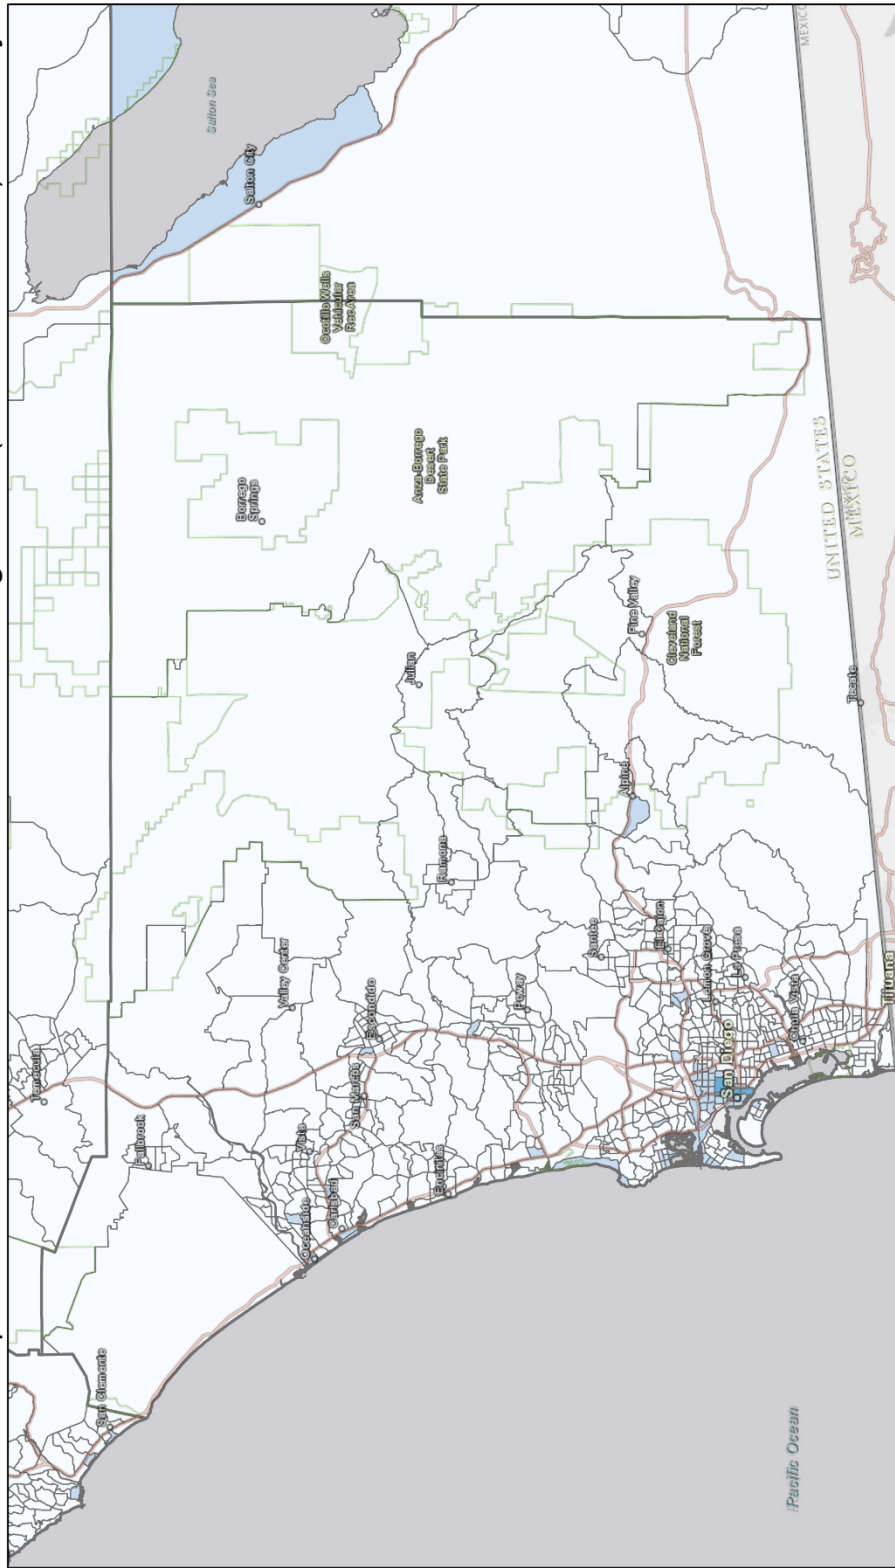 Temecula
San Clemente
Fallbrook
Salton Sea
Borrego
Springs
Salton City
Valley Center
Vista
Oceanside
Ocotillo Wells
Vehicular
Rec Area
Carlsbad
San Marcos
Escondido
Julian
Anza-Borrego
Desert
State Park
Encinitas
Ramona
Poway
Santee
Alpine
Pine Valley
El Cajon
Cleveland
National
Forest
Lemon Grove
San Diego
La Presa
Pacific Ocean
Chula Vista
MEXICO
UNITED STATES
MEXICO
Tecate
Tijuana